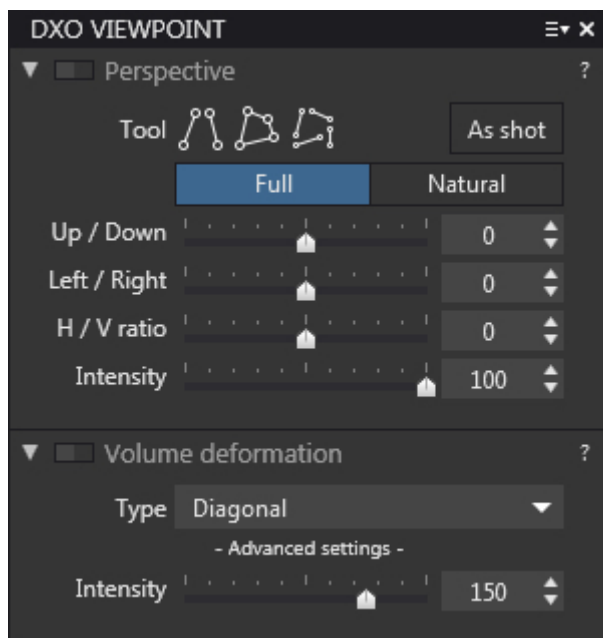 DXO VIEWPOINT
Perspective ?
Tool As shot
Full Natural
Up / Down 0
Left / Right 0
H / V ratio 0
Intensity 100
Volume deformation ?
Type Diagonal
- Advanced settings -
Intensity 150